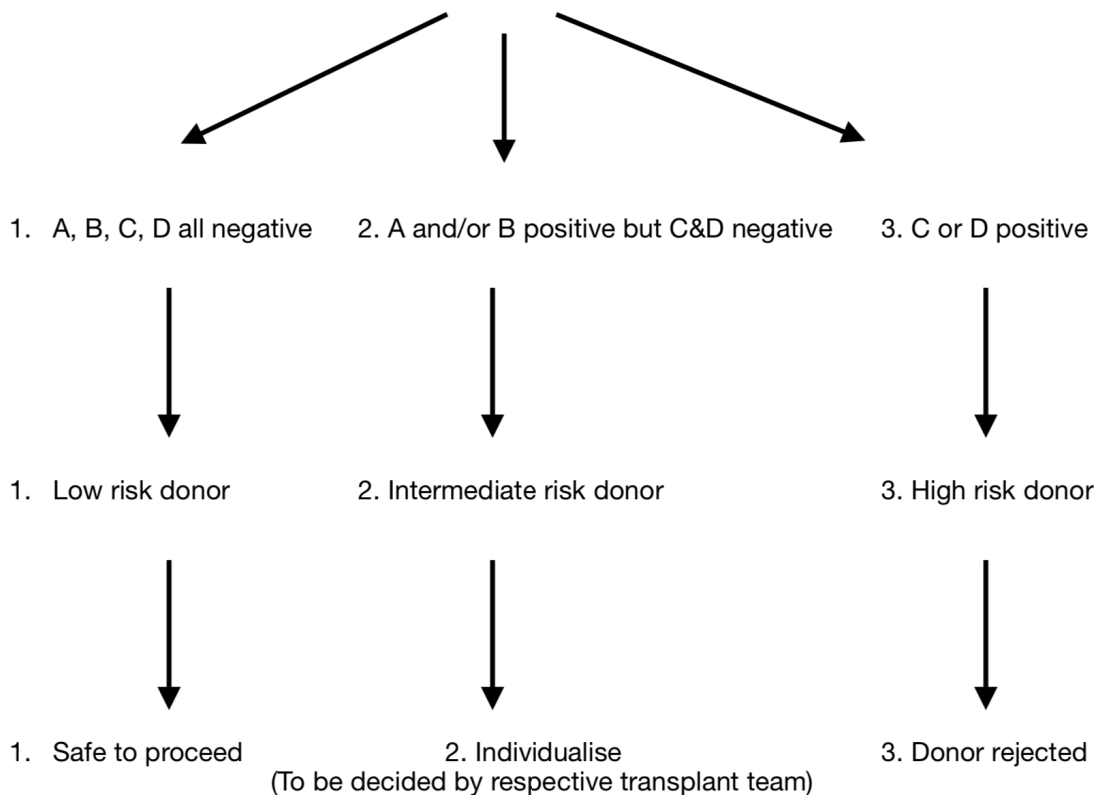 1. A, B, C, D all negative
2. A and/or B positive but C&D negative
3. C or D positive
1. Low risk donor
2. Intermediate risk donor
3. High risk donor
1. Safe to proceed
2. Individualise
(To be decided by respective transplant team)
3. Donor rejected